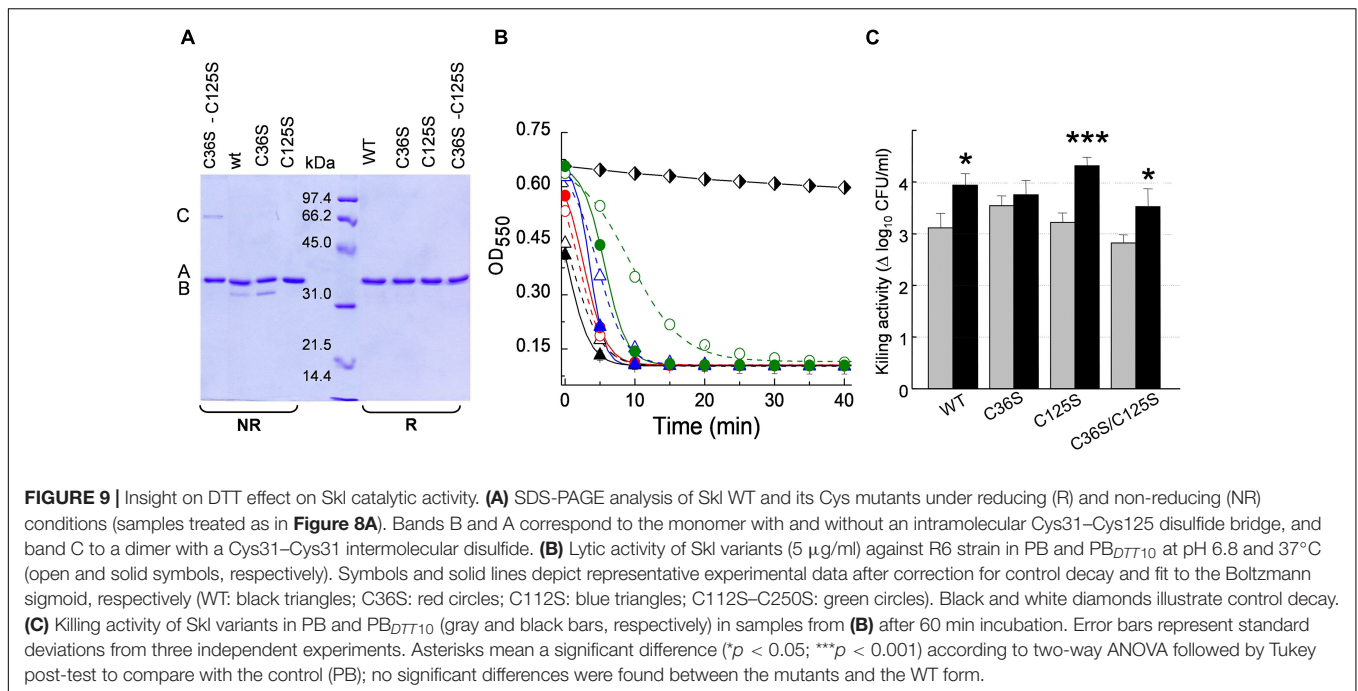 A
C36S - C125S
wt
C36S
C125S
kDa
WT
C36S
C125S
C36S -C125S
C
A
B
97.4
66.2
45.0
31.0
21.5
14.4
NR
R
B
OD550
0.75
0.60
0.45
0.30
0.15
0
10
20
30
40
Time (min)
C
Killing activity (Δ log10 CFU/ml)
4
3
2
1
0
*
***
*
WT
C36S
C125S
C36S/C125S
FIGURE 9 | Insight on DTT effect on Skl catalytic activity. (A) SDS-PAGE analysis of Skl WT and its Cys mutants under reducing (R) and non-reducing (NR)
conditions (samples treated as in Figure 8A). Bands B and A correspond to the monomer with and without an intramolecular Cys31–Cys125 disulfide bridge, and
band C to a dimer with a Cys31–Cys31 intermolecular disulfide. (B) Lytic activity of Skl variants (5 μg/ml) against R6 strain in PB and PBDTT10 at pH 6.8 and 37°C
(open and solid symbols, respectively). Symbols and solid lines depict representative experimental data after correction for control decay and fit to the Boltzmann
sigmoid, respectively (WT: black triangles; C36S: red circles; C112S: blue triangles; C112S–C250S: green circles). Black and white diamonds illustrate control decay.
(C) Killing activity of Skl variants in PB and PBDTT10 (gray and black bars, respectively) in samples from (B) after 60 min incubation. Error bars represent standard
deviations from three independent experiments. Asterisks mean a significant difference (*p < 0.05; ***p < 0.001) according to two-way ANOVA followed by Tukey
post-test to compare with the control (PB); no significant differences were found between the mutants and the WT form.